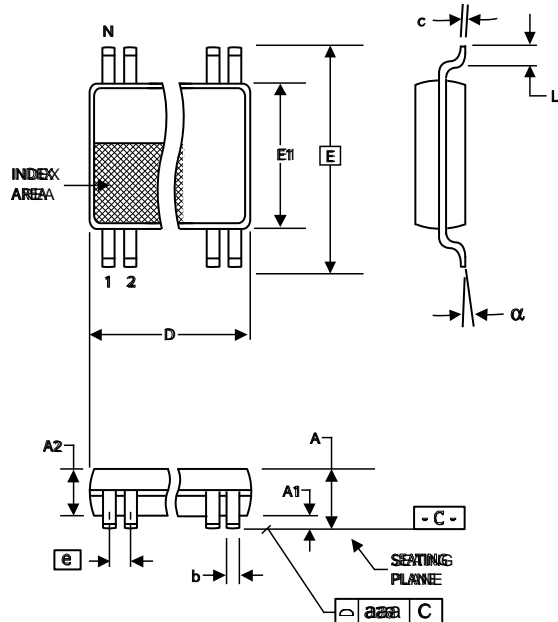 c
N
L
E1
E
INDEX
AREA
1 2
α
D
A2
A
A1
- C -
e
SEATING
PLANE
b
aaa C